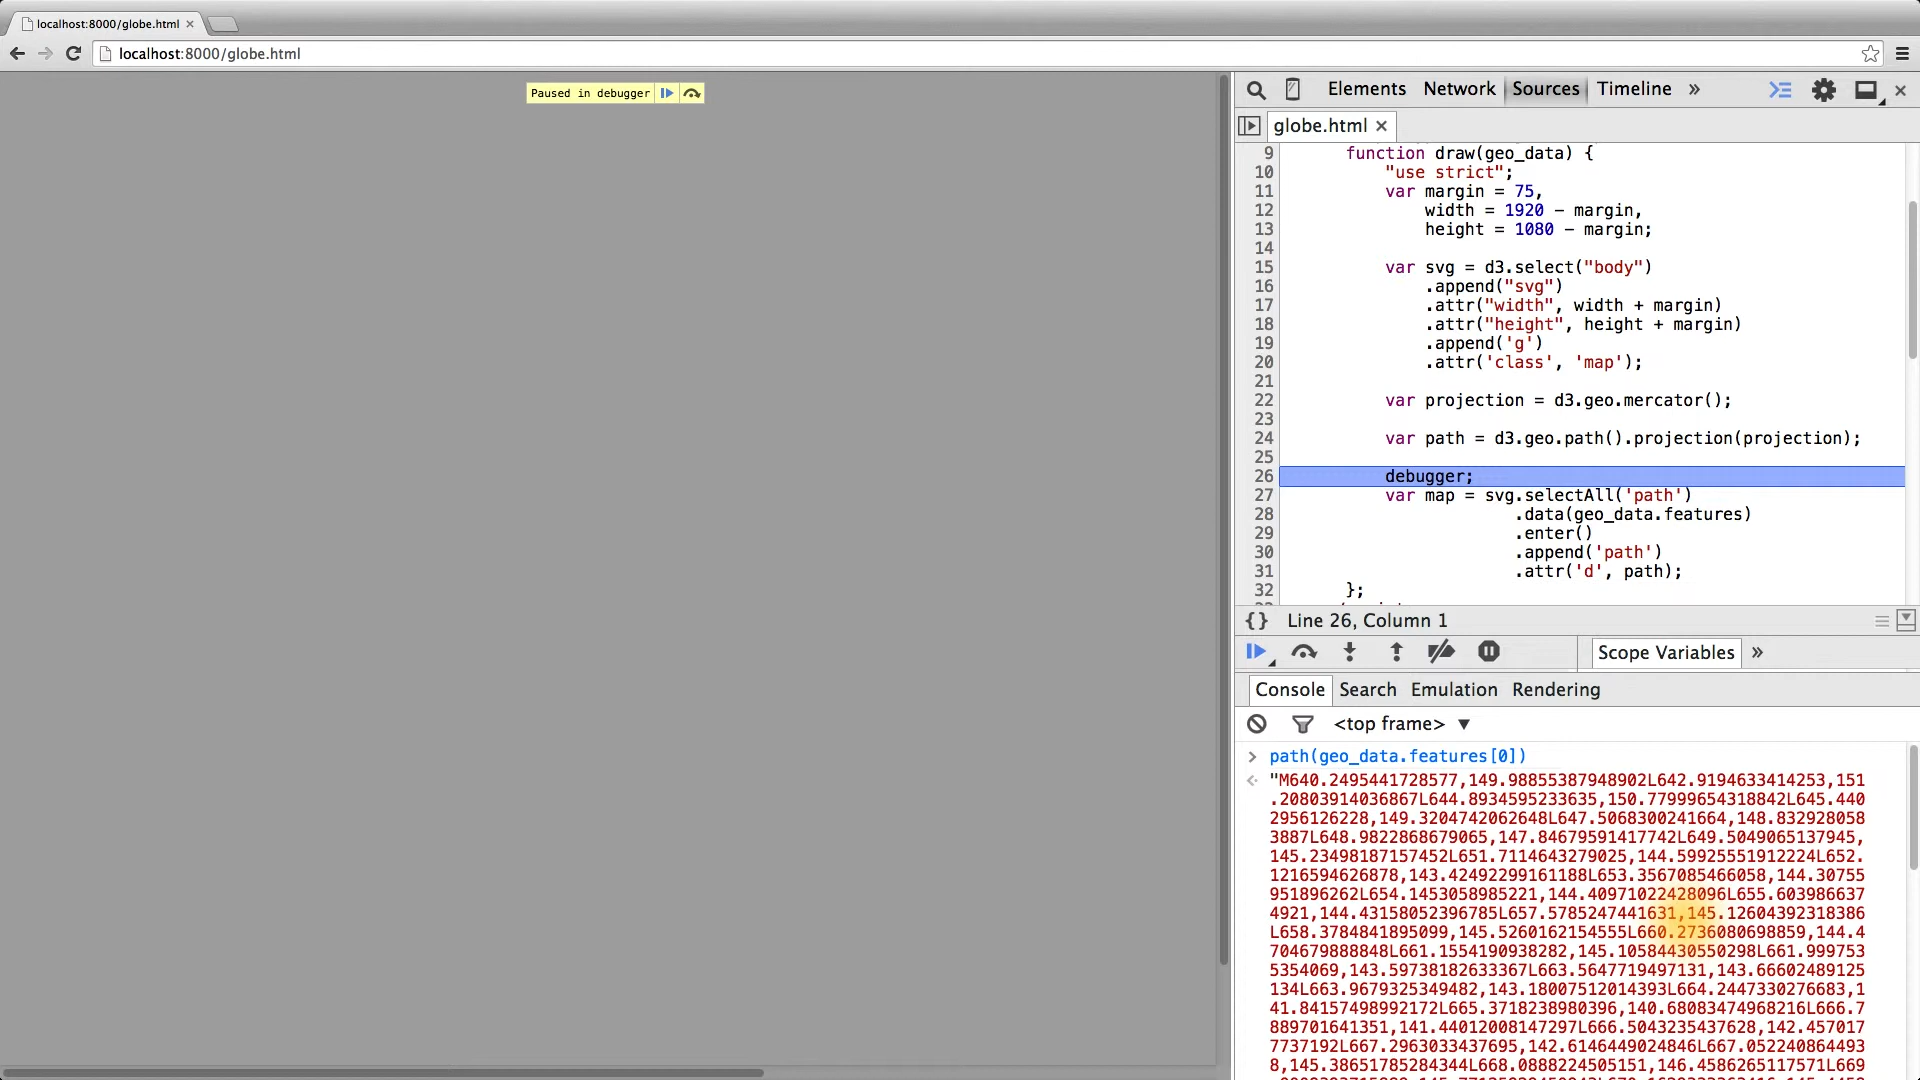 localhost:8000/globe.html
localhost:8000/globe.html
Paused in debugger
Elements Network Sources Timeline »
globe.html
9 function draw(geo_data) {
10 "use strict";
11 var margin = 75,
12 width = 1920 - margin,
13 height = 1080 - margin;
14
15 var svg = d3.select("body")
16 .append("svg")
17 .attr("width", width + margin)
18 .attr("height", height + margin)
19 .append('g')
20 .attr('class', 'map');
21
22 var projection = d3.geo.mercator();
23
24 var path = d3.geo.path().projection(projection);
25
26 debugger;
27 var map = svg.selectAll('path')
28 .data(geo_data.features)
29 .enter()
30 .append('path')
31 .attr('d', path);
32 };
{} Line 26, Column 1
Scope Variables »
Console Search Emulation Rendering
<top frame> ▼
> path(geo_data.features[0])
"M640.2495441728577,149.98855387948902L642.9194633414253,151
.20803914036867L644.8934595233635,150.77999654318842L645.440
2956126228,149.3204742062648L647.5068300241664,148.832928058
3887L648.9822868679065,147.84679591417742L649.5049065137945,
145.23498187157452L651.7114643279025,144.59925551912224L652.
1216594626878,143.42492299161188L653.3567085466058,144.30755
951896262L654.1453058985221,144.40971022428096L655.603986637
4921,144.43158052396785L657.5785247441631,145.12604392318386
L658.3784841895099,145.5260162154555L660.2736080698859,144.4
704679888848L661.1554190938282,145.10584430550298L661.999753
5354069,143.59738182633367L663.5647719497131,143.66602489125
134L663.9679325349482,143.18007512014393L664.2447330276683,1
41.84157498992172L665.3718238980396,140.68083474968216L666.7
889701641351,141.44012008147297L666.5043235437628,142.457017
7737192L667.2963033437695,142.6146449024846L667.052240864493
8,145.38651785284344L668.0888224505151,146.4586265117571L669